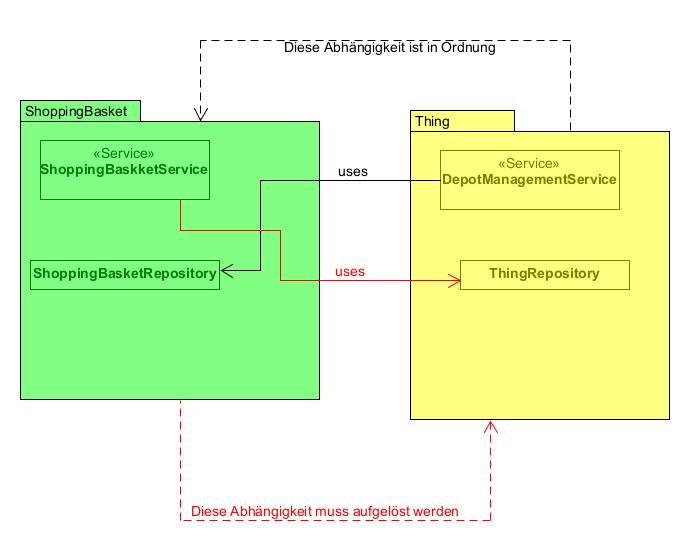 Diese Abhängigkeit ist in Ordnung
ShoppingBasket
Thing
«Service»
ShoppingBaskketService
«Service»
DepotManagementService
uses
ShoppingBasketRepository
uses
ThingRepository
Diese Abhängigkeit muss aufgelöst werden